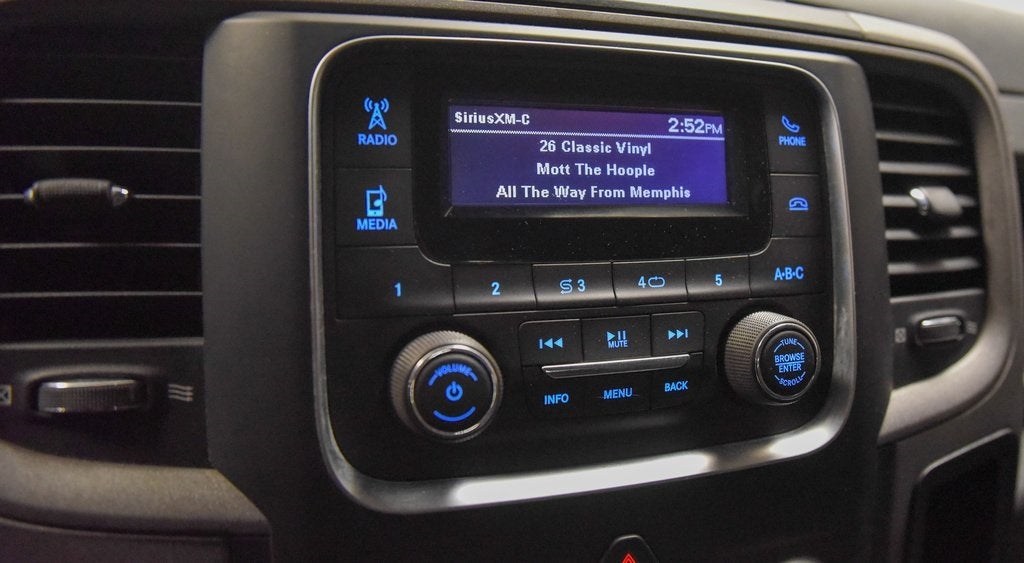 RADIO
MEDIA
SiriusXM-C 2:52PM
26 Classic Vinyl
Mott The Hoople
All The Way From Memphis
PHONE
1 2 3 4 5 A•B•C
VOLUME
MUTE
INFO MENU BACK
TUNE
BROWSE
ENTER
SCROLL